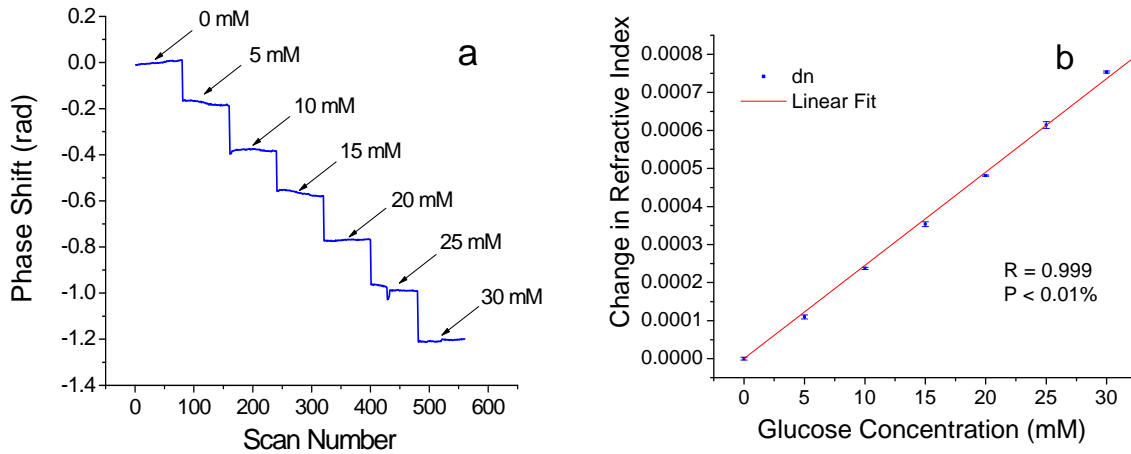 a
0 mM
5 mM
10 mM
15 mM
20 mM
25 mM
30 mM
0.2
0.0
-0.2
-0.4
-0.6
-0.8
-1.0
-1.2
-1.4
0 100 200 300 400 500 600
Phase Shift (rad)
Scan Number
b
dn
Linear Fit
R = 0.999
P < 0.01%
0.0008
0.0007
0.0006
0.0005
0.0004
0.0003
0.0002
0.0001
0.0000
0 5 10 15 20 25 30
Change in Refractive Index
Glucose Concentration (mM)